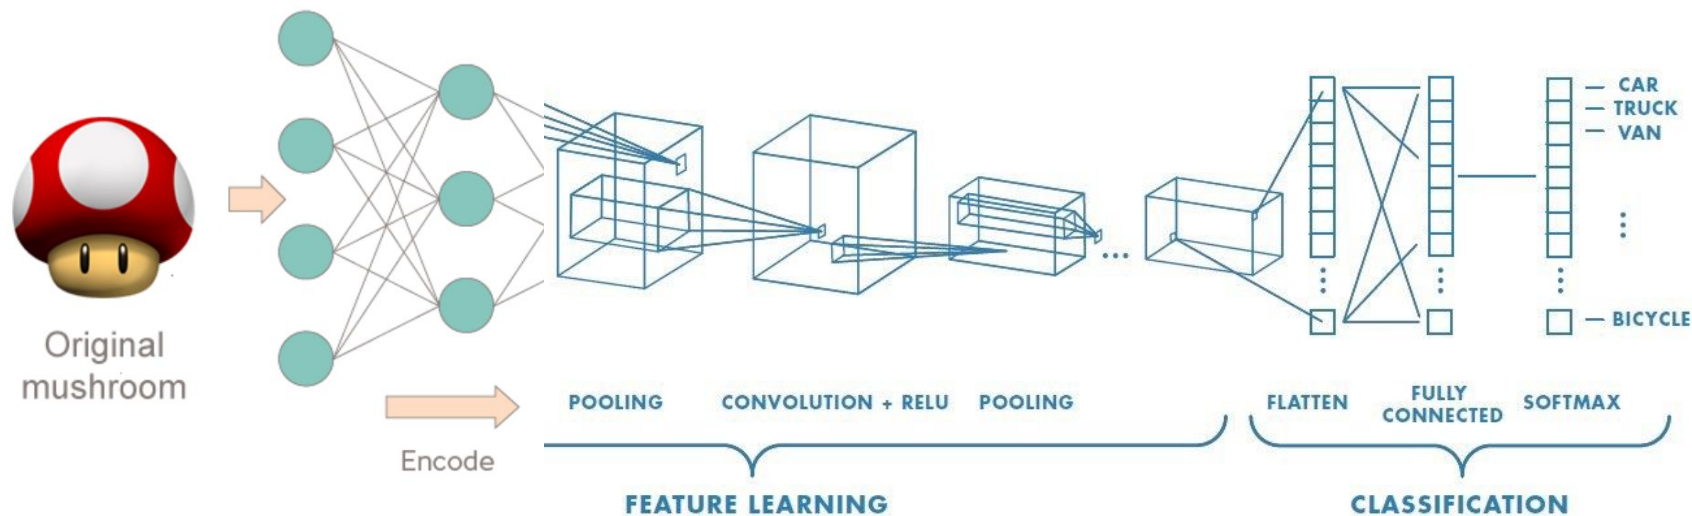 Original
mushroom
Encode
POOLING
CONVOLUTION + RELU
POOLING
FEATURE LEARNING
CAR
TRUCK
VAN
BICYCLE
FLATTEN
FULLY
CONNECTED
SOFTMAX
CLASSIFICATION